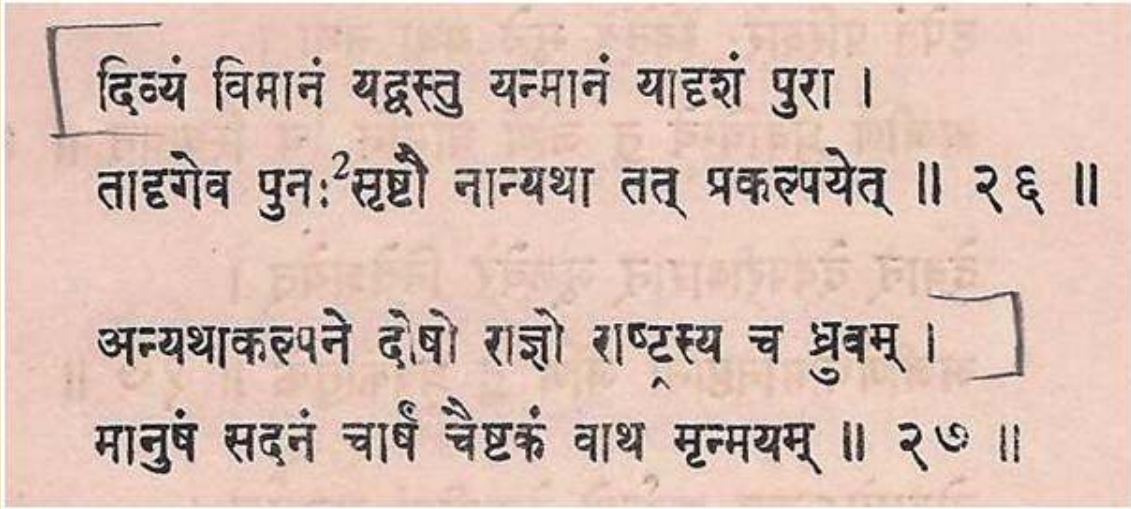 दिव्यं विमानं यद्वस्तु यन्मानं यादृशं पुरा ।
तादृगेव पुनः²सृष्टौ नान्यथा तत् प्रकल्पयेत् ॥ २६ ॥
अन्यथाकल्पने दोषो राज्ञो राष्ट्रस्य च ध्रुवम् ।
मानुषं सदनं चार्षं चैष्टकं वाथ मृन्मयम् ॥ २७ ॥